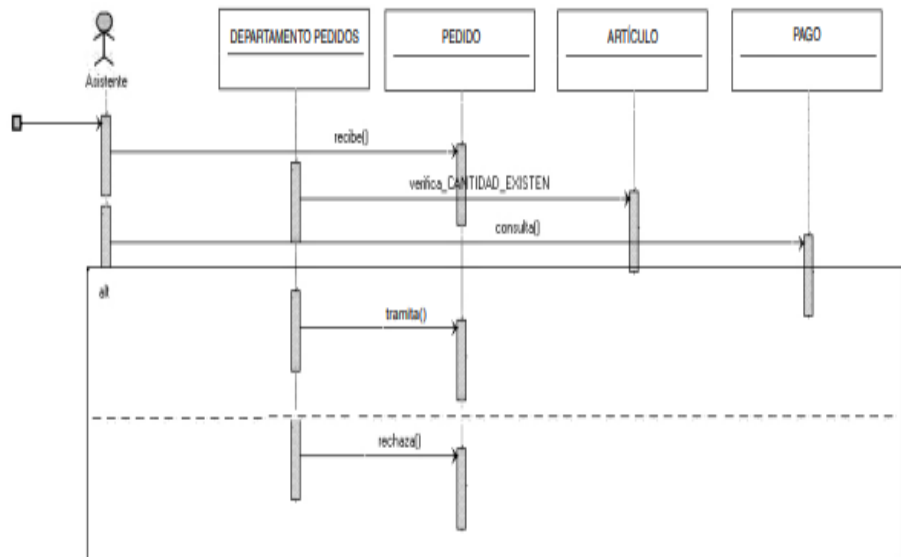 DEPARTAMENTO PEDIDOS
PEDIDO
ARTÍCULO
PAGO
Asistente
recibe()
verifica_CANTIDAD_EXISTEN
consulta()
alt
tramita()
rechaza()